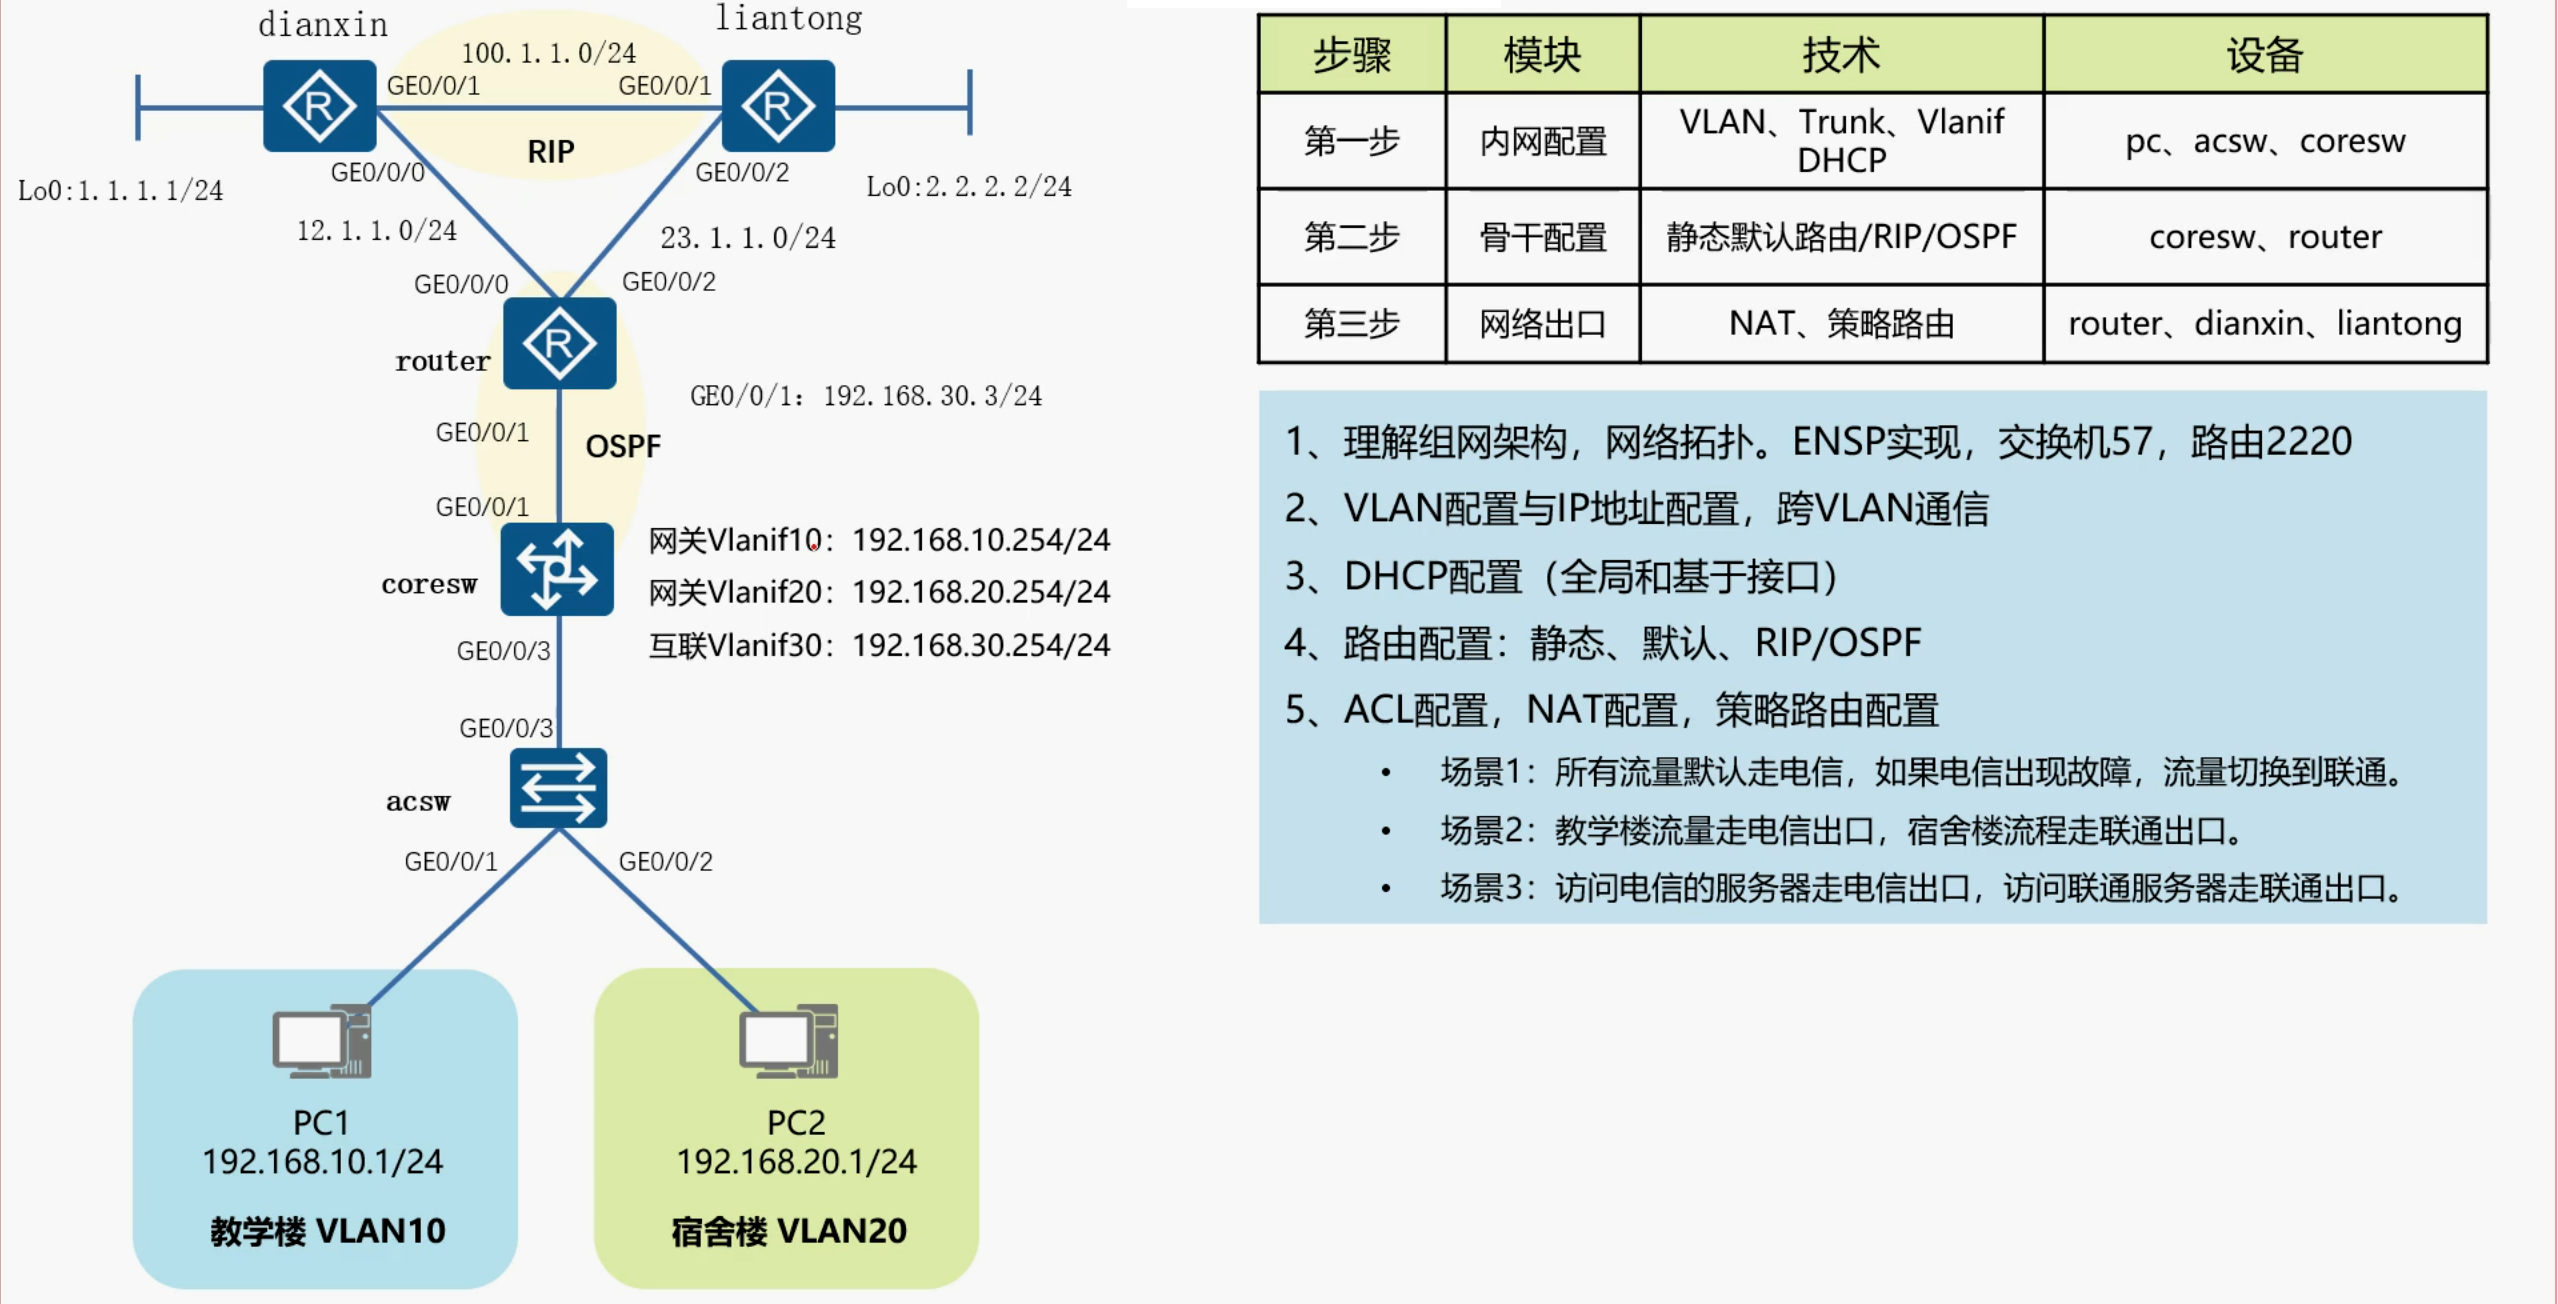 dianxin
liantong
100.1.1.0/24
GE0/0/1
GE0/0/1
RIP
GE0/0/0
GE0/0/2
Lo0:1.1.1.1/24
Lo0:2.2.2.2/24
12.1.1.0/24
23.1.1.0/24
GE0/0/0
GE0/0/2
router
GE0/0/1：192.168.30.3/24
GE0/0/1
OSPF
GE0/0/1
网关Vlanif10：192.168.10.254/24
coresw
网关Vlanif20：192.168.20.254/24
互联Vlanif30：192.168.30.254/24
GE0/0/3
GE0/0/3
acsw
GE0/0/1
GE0/0/2
PC1
192.168.10.1/24
教学楼 VLAN10
PC2
192.168.20.1/24
宿舍楼 VLAN20
步骤 模块 技术 设备
第一步 内网配置 VLAN、Trunk、Vlanif DHCP pc、acsw、coresw
第二步 骨干配置 静态默认路由/RIP/OSPF coresw、router
第三步 网络出口 NAT、策略路由 router、dianxin、liantong
1、理解组网架构，网络拓扑。ENSP实现，交换机57，路由2220
2、VLAN配置与IP地址配置，跨VLAN通信
3、DHCP配置（全局和基于接口）
4、路由配置：静态、默认、RIP/OSPF
5、ACL配置，NAT配置，策略路由配置
• 场景1：所有流量默认走电信，如果电信出现故障，流量切换到联通。
• 场景2：教学楼流量走电信出口，宿舍楼流程走联通出口。
• 场景3：访问电信的服务器走电信出口，访问联通服务器走联通出口。
R
R
R